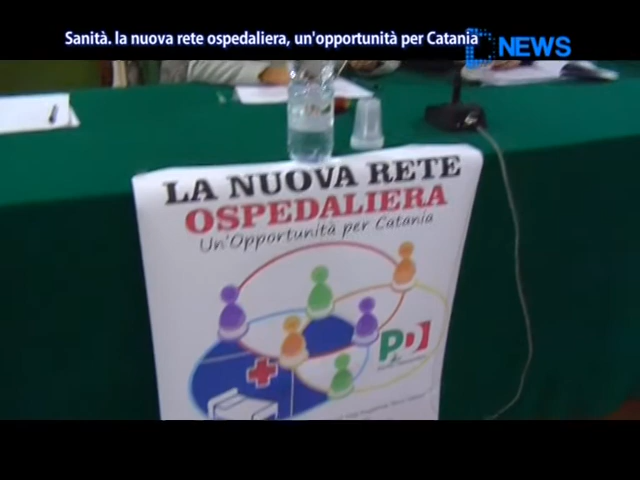 Sanità. la nuova rete ospedaliera, un'opportunità per Catania
D NEWS
LA NUOVA RETE
OSPEDALIERA
Un'Opportunità per Catania
PD